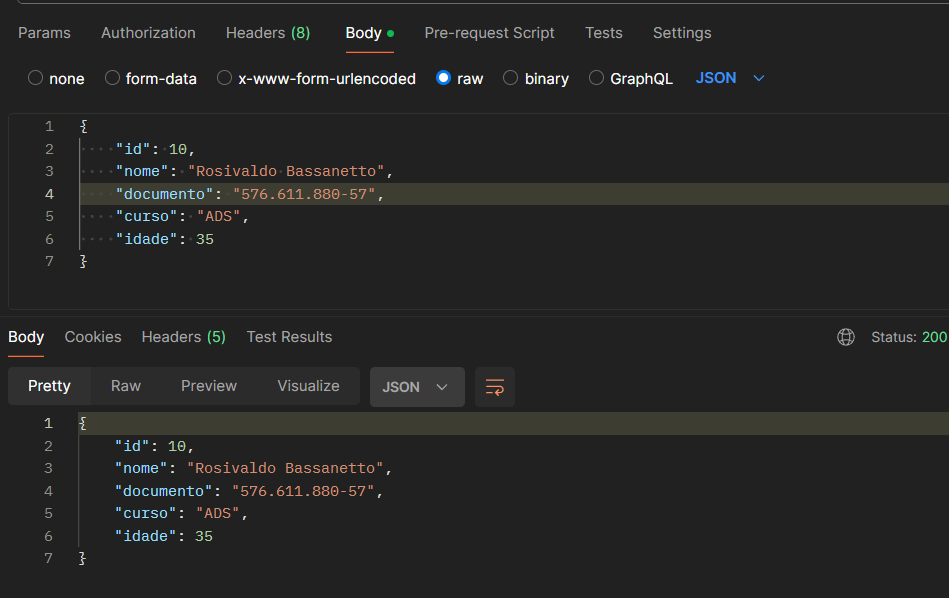 Params Authorization Headers (8) Body Pre-request Script Tests Settings
none form-data x-www-form-urlencoded raw binary GraphQL JSON
1 {
2 "id": 10,
3 "nome": "Rosivaldo Bassanetto",
4 "documento": "576.611.880-57",
5 "curso": "ADS",
6 "idade": 35
7 }
Body Cookies Headers (5) Test Results Status: 200
Pretty Raw Preview Visualize JSON
1 {
2 "id": 10,
3 "nome": "Rosivaldo Bassanetto",
4 "documento": "576.611.880-57",
5 "curso": "ADS",
6 "idade": 35
7 }